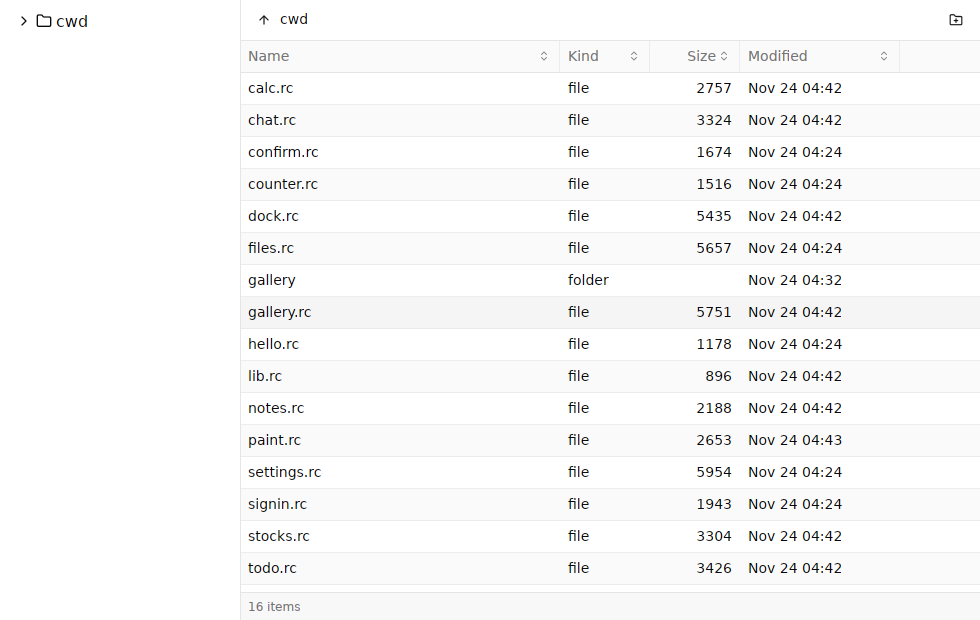 cwd
cwd
Name Kind Size Modified
calc.rc file 2757 Nov 24 04:42
chat.rc file 3324 Nov 24 04:42
confirm.rc file 1674 Nov 24 04:24
counter.rc file 1516 Nov 24 04:24
dock.rc file 5435 Nov 24 04:42
files.rc file 5657 Nov 24 04:24
gallery folder Nov 24 04:32
gallery.rc file 5751 Nov 24 04:42
hello.rc file 1178 Nov 24 04:24
lib.rc file 896 Nov 24 04:42
notes.rc file 2188 Nov 24 04:42
paint.rc file 2653 Nov 24 04:43
settings.rc file 5954 Nov 24 04:24
signin.rc file 1943 Nov 24 04:24
stocks.rc file 3304 Nov 24 04:42
todo.rc file 3426 Nov 24 04:42
16 items